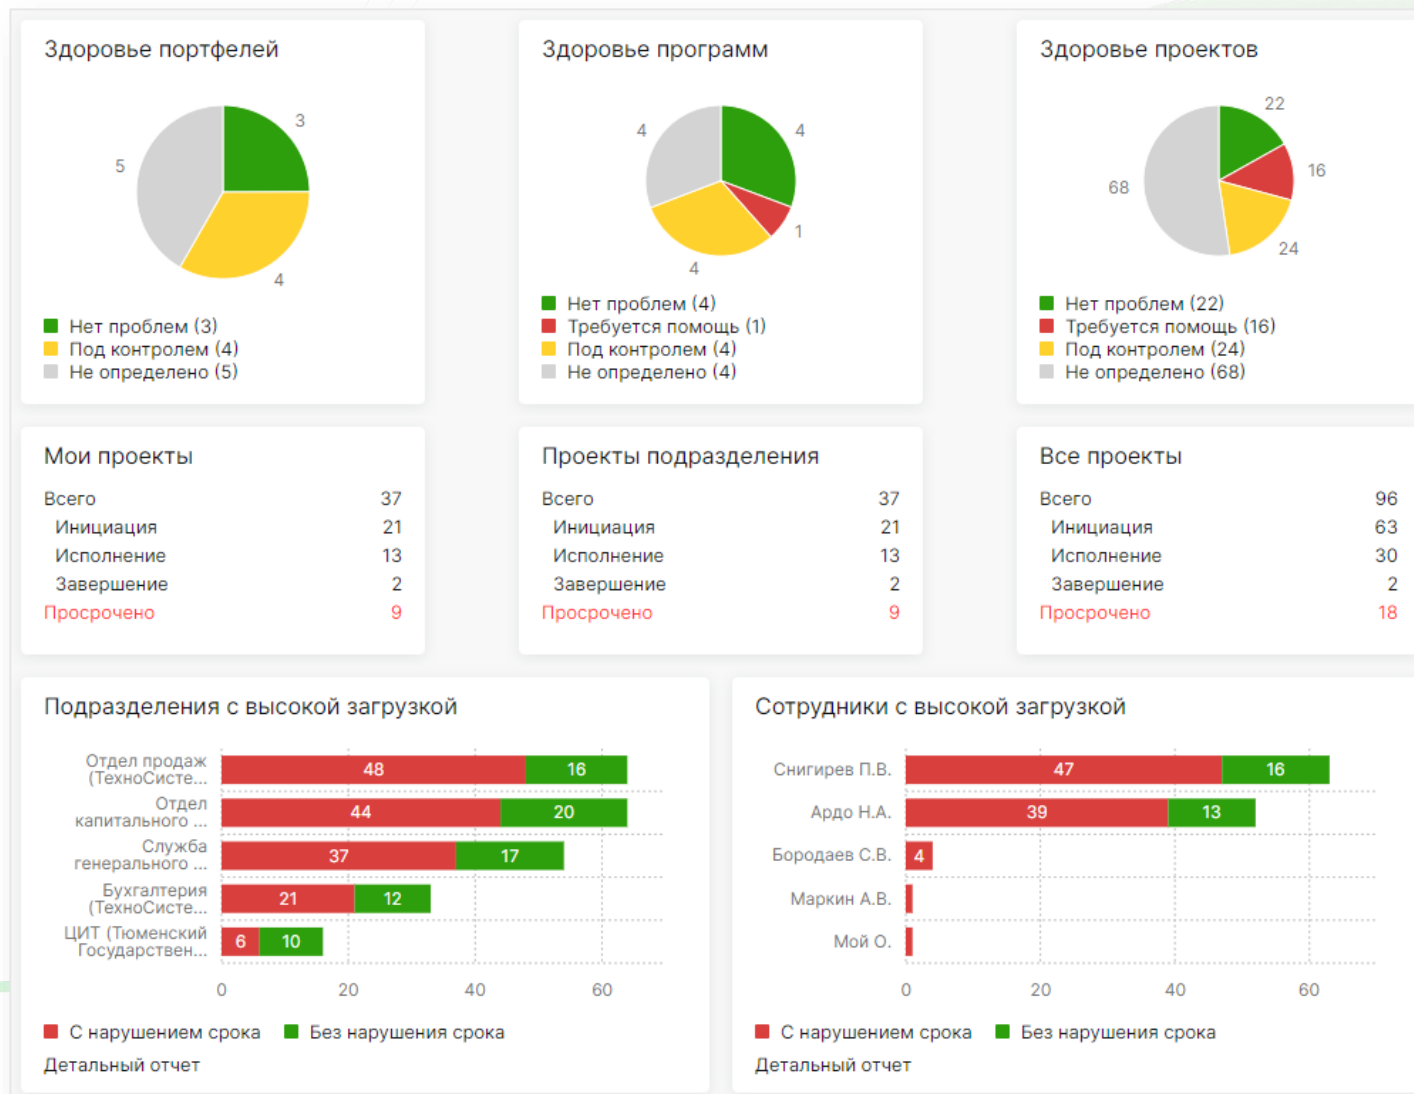 Здоровье портфелей
3
5
4
Нет проблем (3)
Под контролем (4)
Не определено (5)
Здоровье программ
4
4
1
4
Нет проблем (4)
Требуется помощь (1)
Под контролем (4)
Не определено (4)
Здоровье проектов
22
16
68
24
Нет проблем (22)
Требуется помощь (16)
Под контролем (24)
Не определено (68)
Мои проекты
Всего 37
Инициация 21
Исполнение 13
Завершение 2
Просрочено 9
Проекты подразделения
Всего 37
Инициация 21
Исполнение 13
Завершение 2
Просрочено 9
Все проекты
Всего 96
Инициация 63
Исполнение 30
Завершение 2
Просрочено 18
Подразделения с высокой загрузкой
Отдел продаж
(ТехноСисте...
48 16
Отдел
капитального ...
44 20
Служба
генерального ...
37 17
Бухгалтерия
(ТехноСисте...
21 12
ЦИТ (Тюменский
Государствен...
6 10
0 20 40 60
С нарушением срока Без нарушения срока
Детальный отчет
Сотрудники с высокой загрузкой
Снигирев П.В. 47 16
Ардо Н.А. 39 13
Бородаев С.В. 4
Маркин А.В.
Мой О.
0 20 40 60
С нарушением срока Без нарушения срока
Детальный отчет